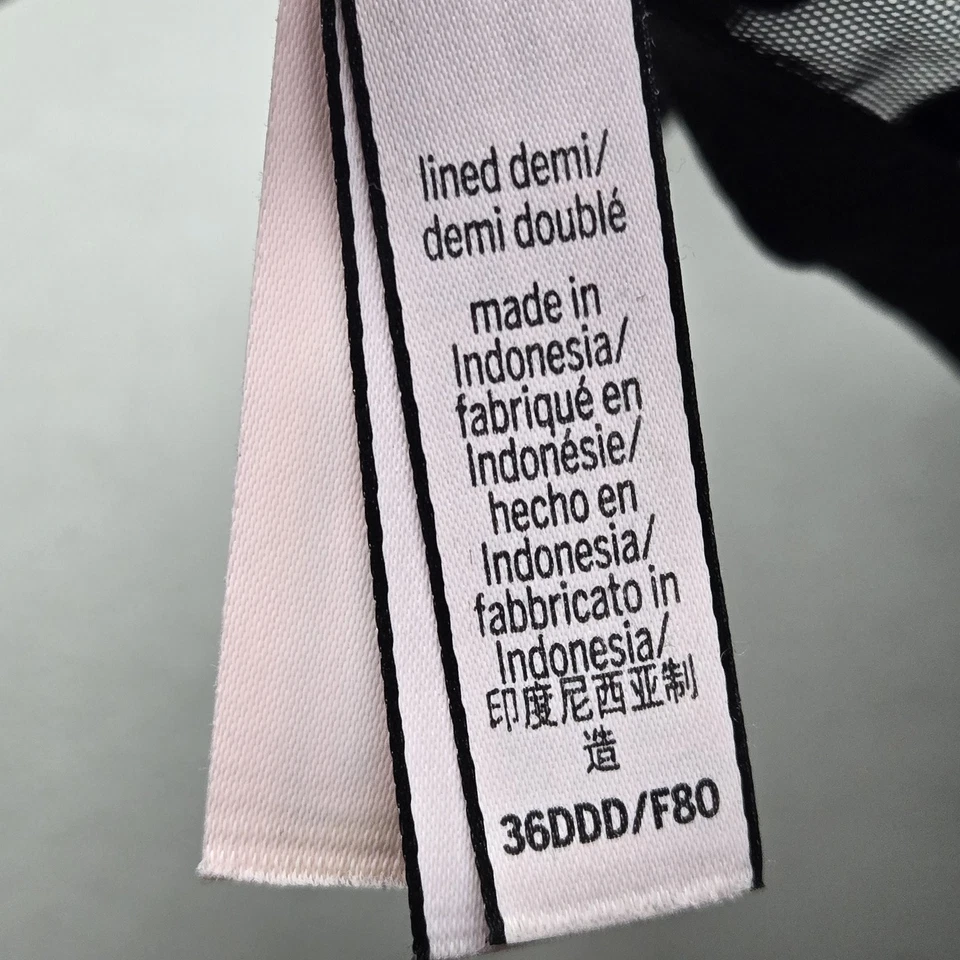 lined demi/
demi doublé
made in
Indonesia/
fabriqué en
Indonésie/
hecho en
Indonesia/
fabbricato in
Indonesia/
印度尼西亚制
造
36DDD/F80